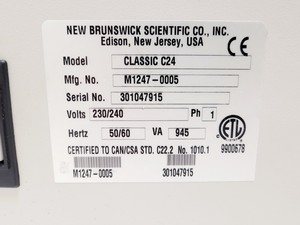 NEW BRUNSWICK SCIENTIFIC CO., INC.
Edison, New Jersey, USA
CE
Model CLASSIC C24
Mfg. No. M1247-0005
Serial No. 301047915
Volts 230/240 Ph 1
Hertz 50/60 VA 945
ETL
CERTIFIED TO CAN/CSA STD. C22.2 No. 1010.1 9900678
M1247-0005 301047915